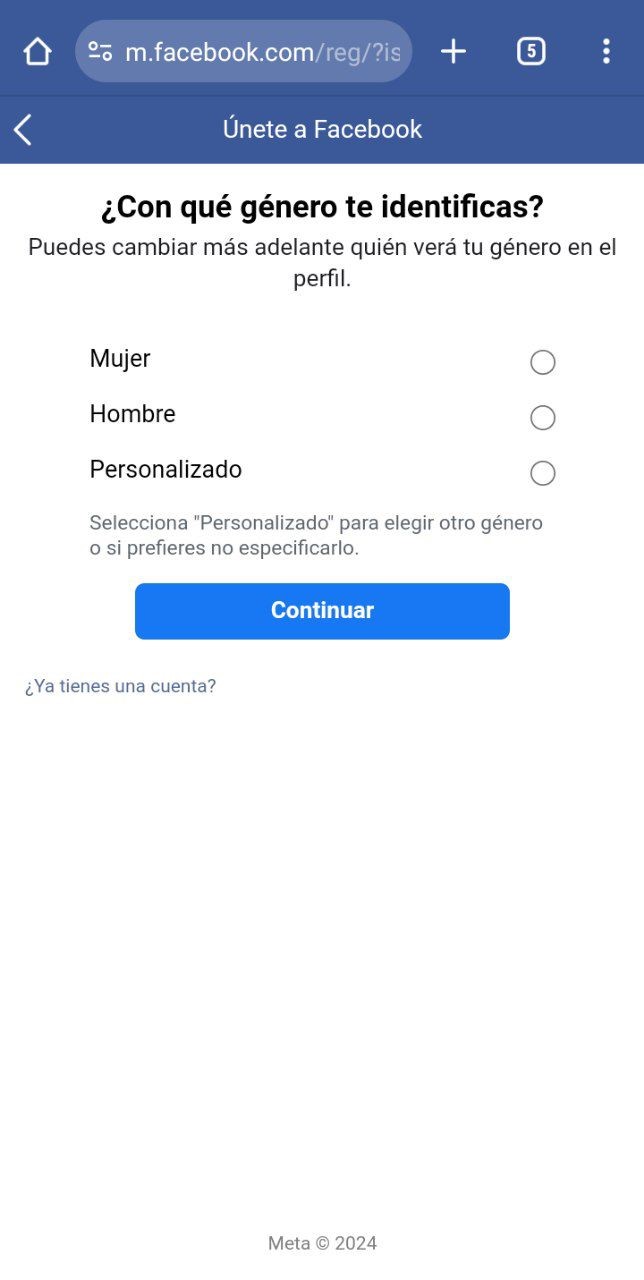 m.facebook.com/reg/?is
5
Únete a Facebook
¿Con qué género te identificas?
Puedes cambiar más adelante quién verá tu género en el
perfil.
Mujer
Hombre
Personalizado
Selecciona "Personalizado" para elegir otro género
o si prefieres no especificarlo.
Continuar
¿Ya tienes una cuenta?
Meta © 2024